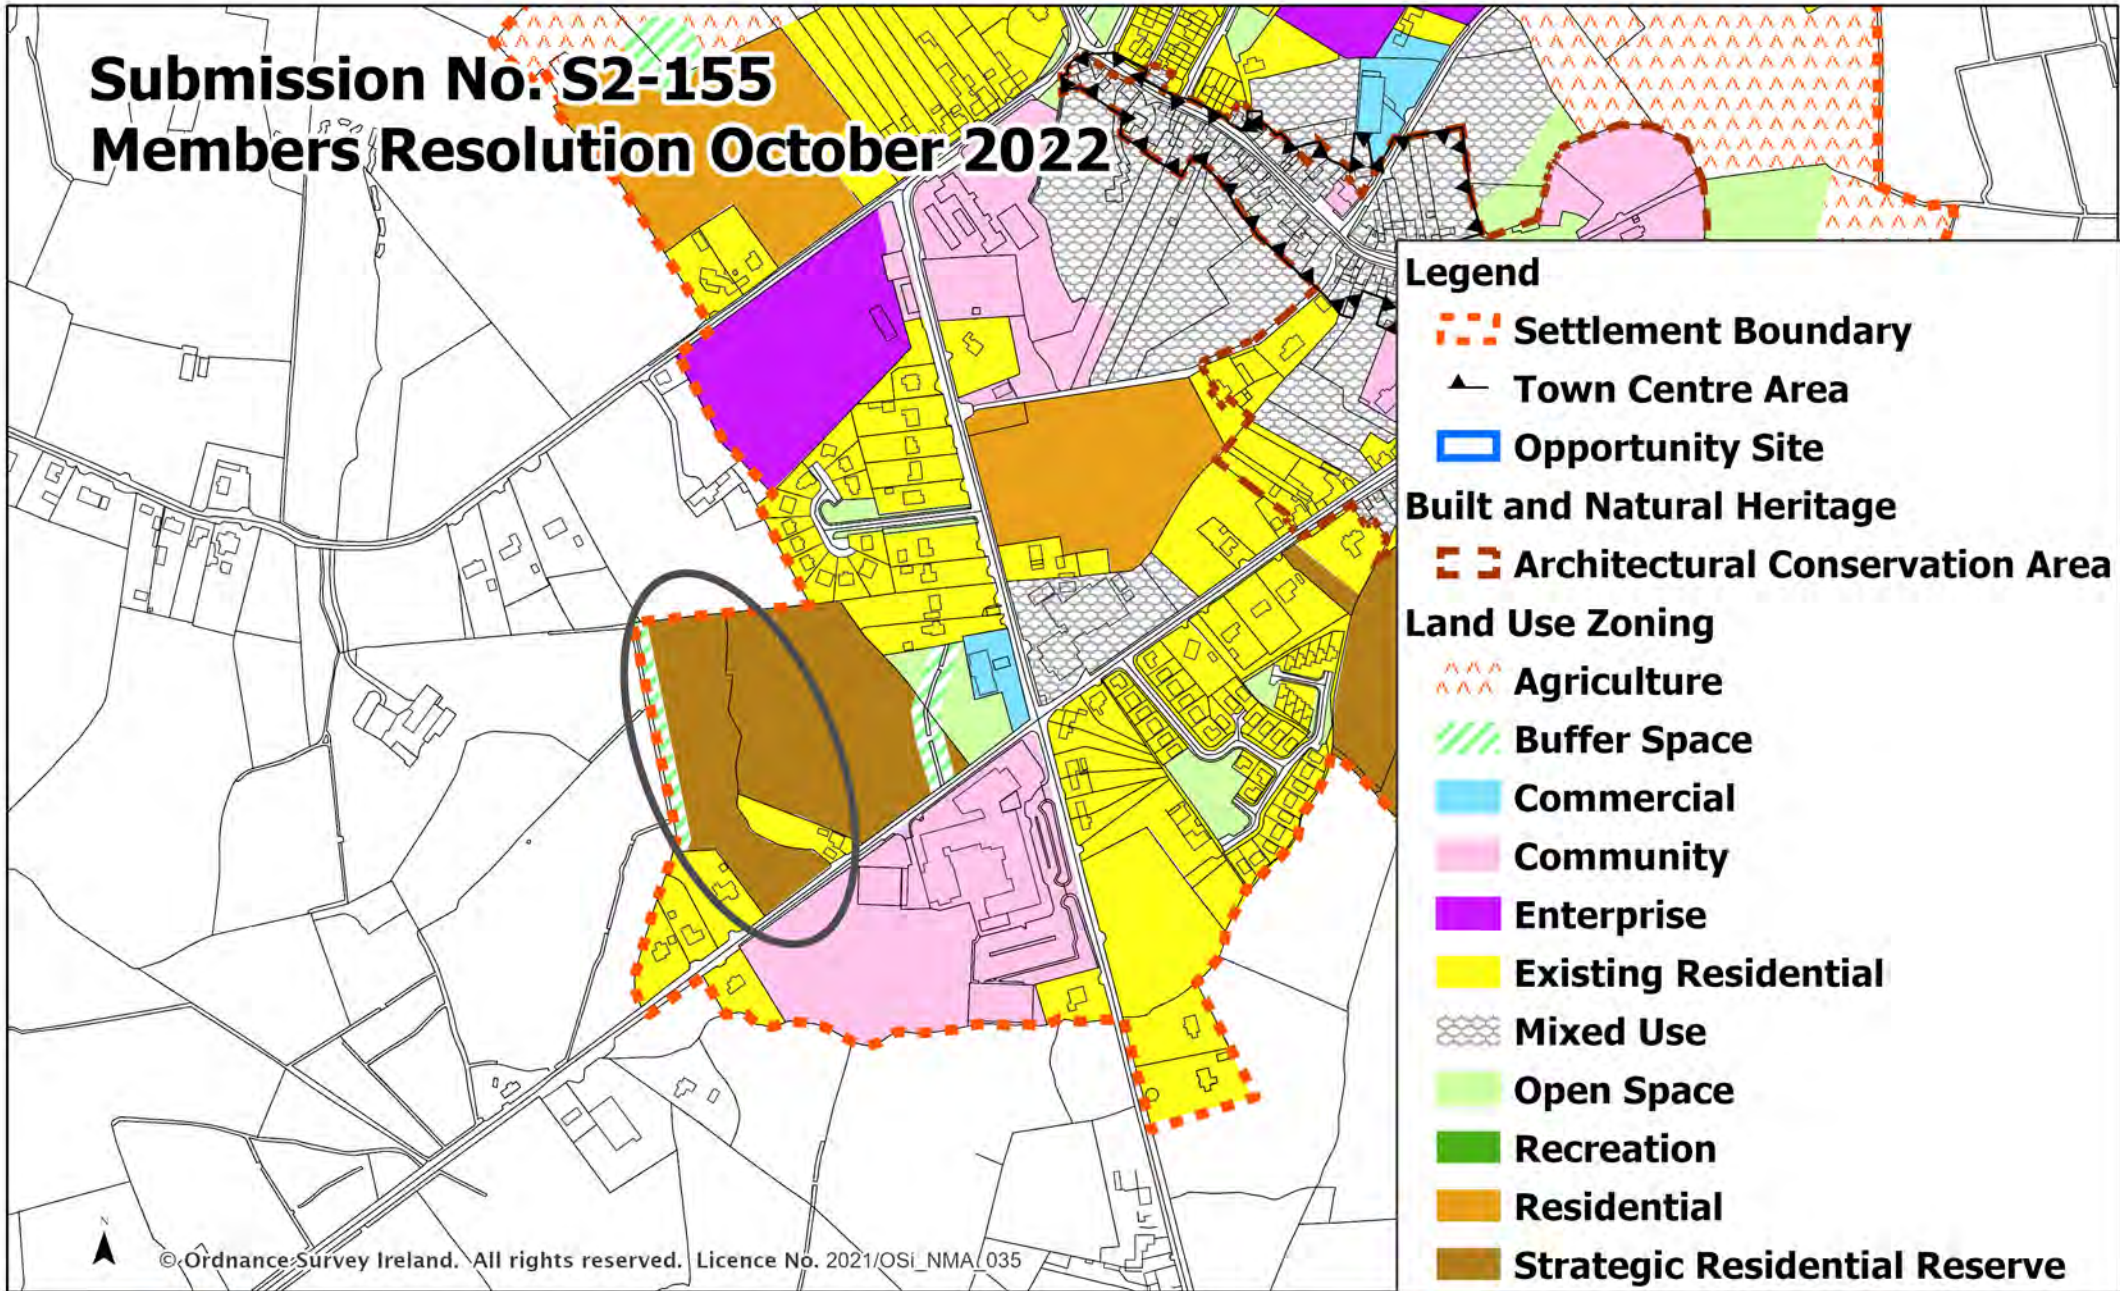 Submission No. S2-155
Members Resolution October 2022
Legend
Settlement Boundary
Town Centre Area
Opportunity Site
Built and Natural Heritage
Architectural Conservation Area
Land Use Zoning
Agriculture
Buffer Space
Commercial
Community
Enterprise
Existing Residential
Mixed Use
Open Space
Recreation
Residential
Strategic Residential Reserve
N
© Ordnance Survey Ireland. All rights reserved. Licence No. 2021/OSi_NMA_035